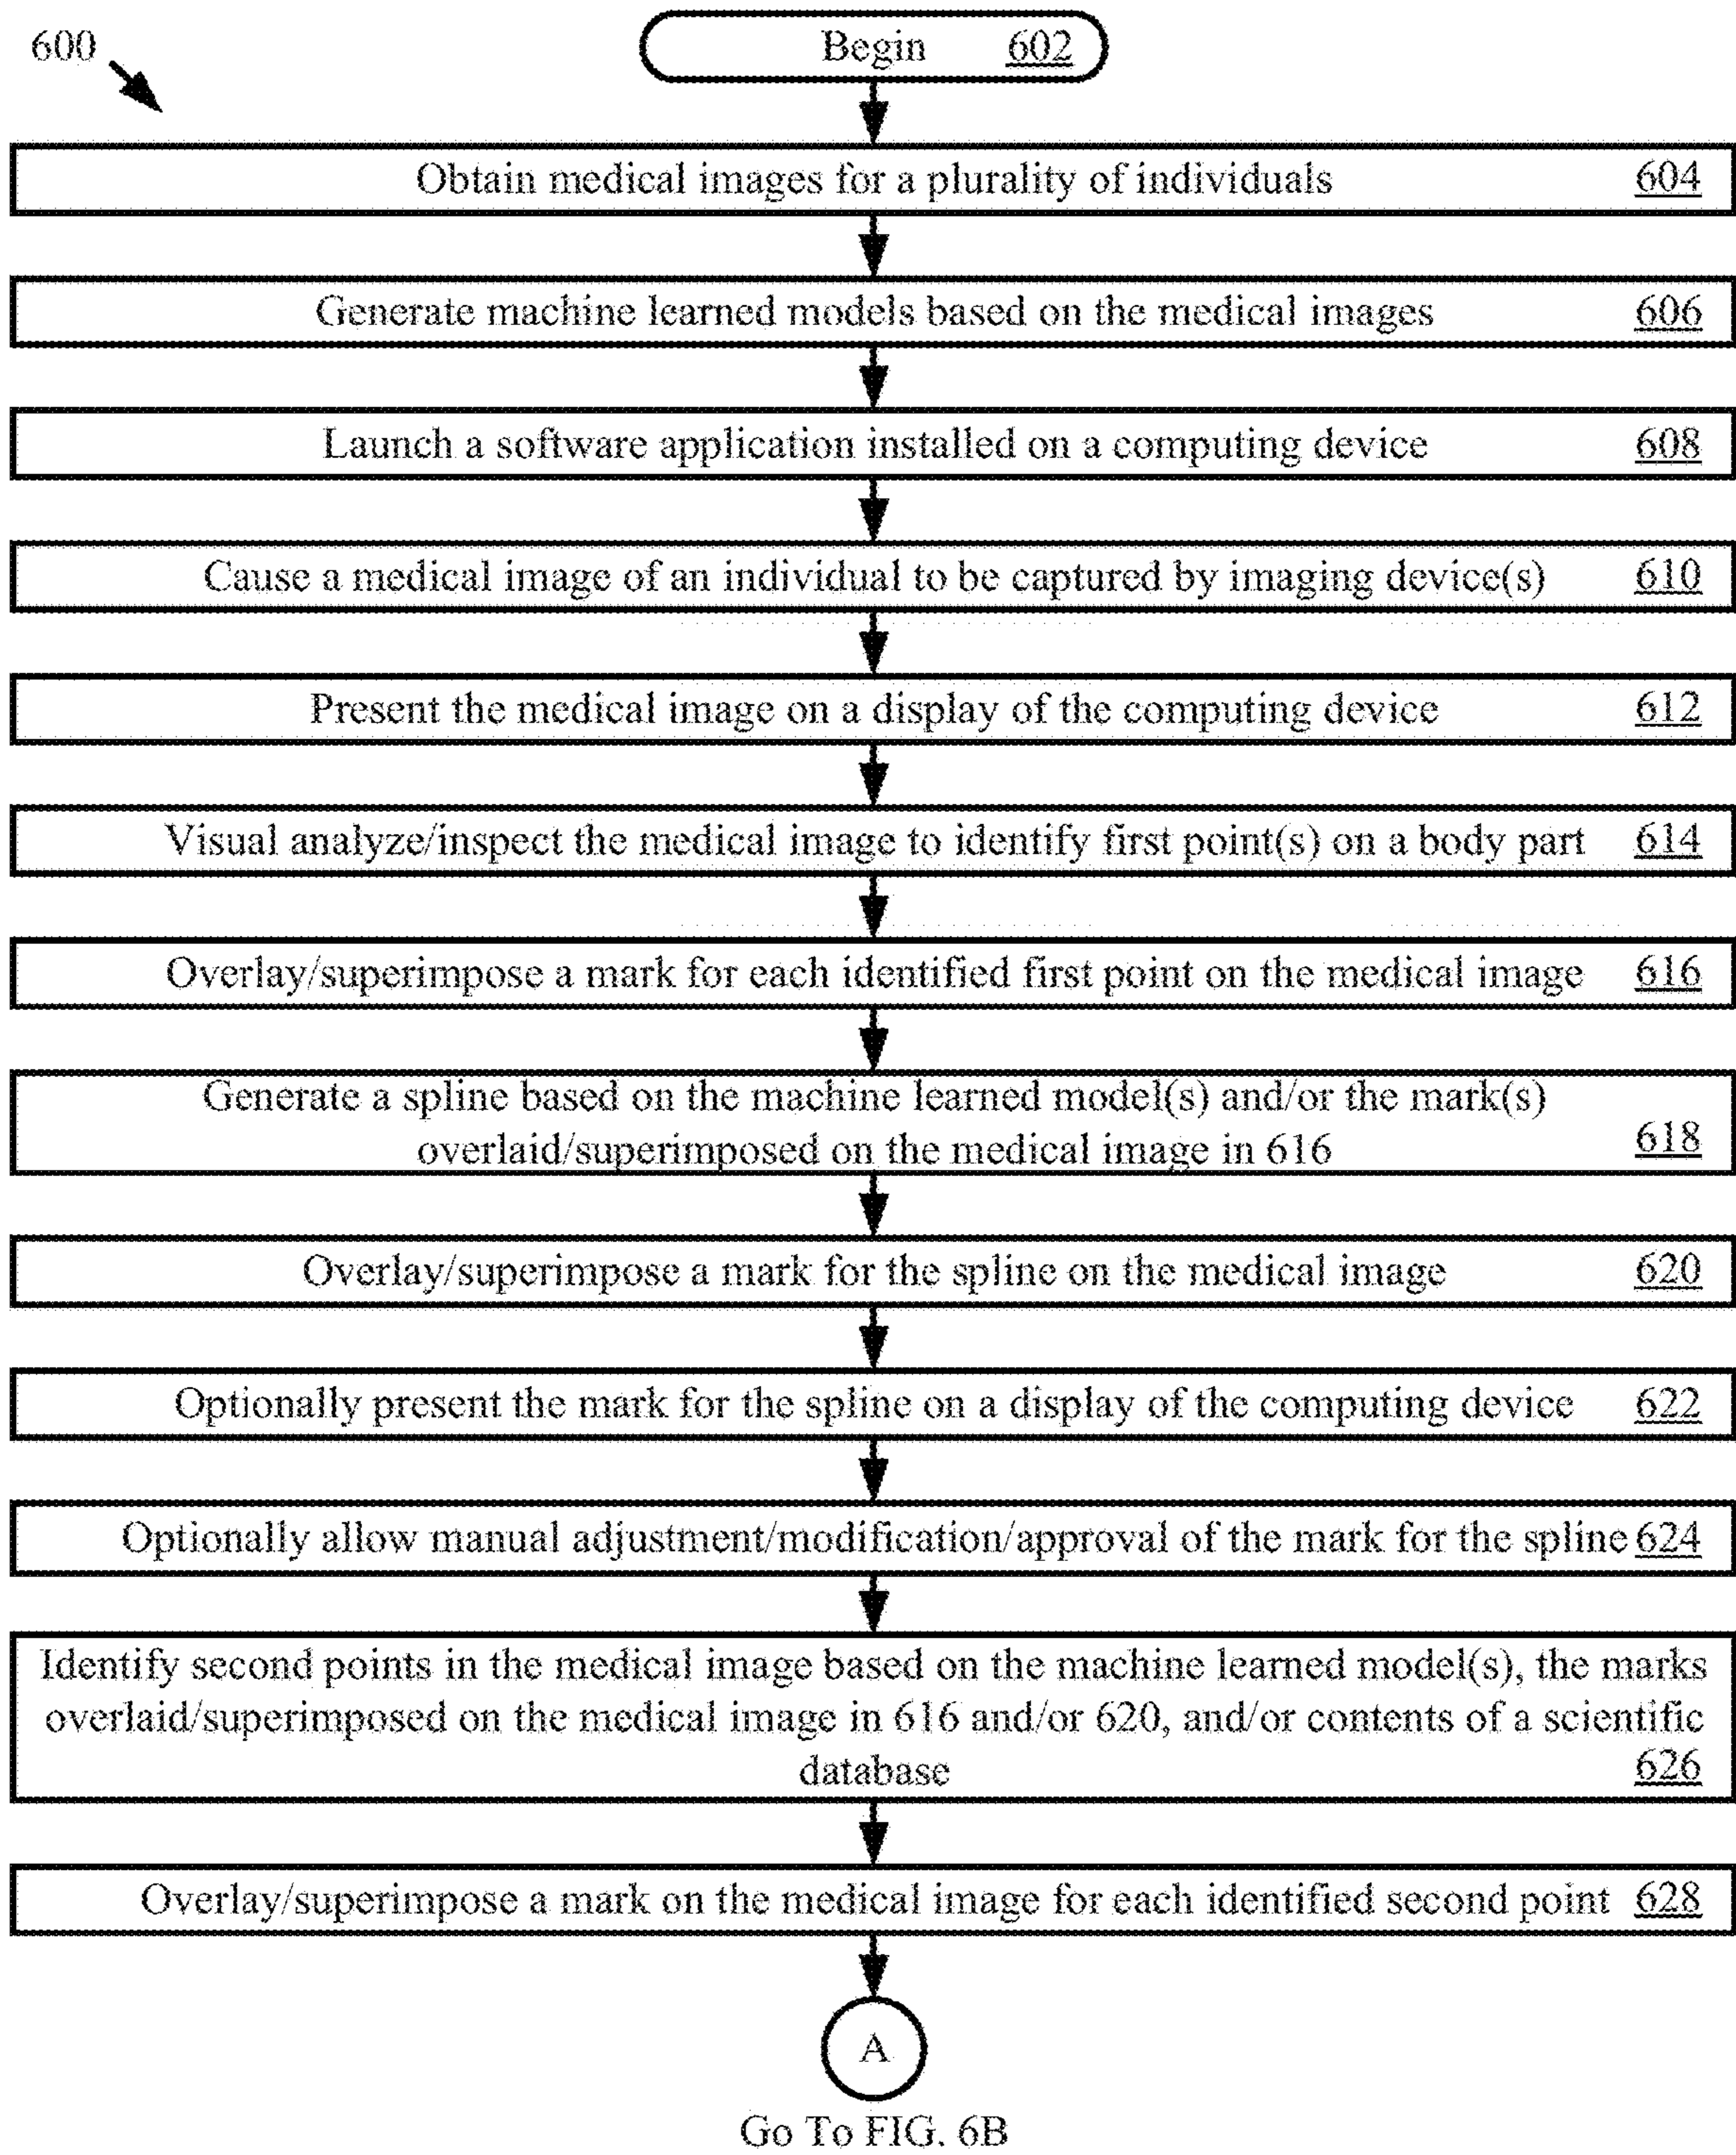 600
Begin 602
Obtain medical images for a plurality of individuals 604
Generate machine learned models based on the medical images 606
Launch a software application installed on a computing device 608
Cause a medical image of an individual to be captured by imaging device(s) 610
Present the medical image on a display of the computing device 612
Visual analyze/inspect the medical image to identify first point(s) on a body part 614
Overlay/superimpose a mark for each identified first point on the medical image 616
Generate a spline based on the machine learned model(s) and/or the mark(s)
overlaid/superimposed on the medical image in 616 618
Overlay/superimpose a mark for the spline on the medical image 620
Optionally present the mark for the spline on a display of the computing device 622
Optionally allow manual adjustment/modification/approval of the mark for the spline 624
Identify second points in the medical image based on the machine learned model(s), the marks
overlaid/superimposed on the medical image in 616 and/or 620, and/or contents of a scientific
database 626
Overlay/superimpose a mark on the medical image for each identified second point 628
A
Go To FIG. 6B